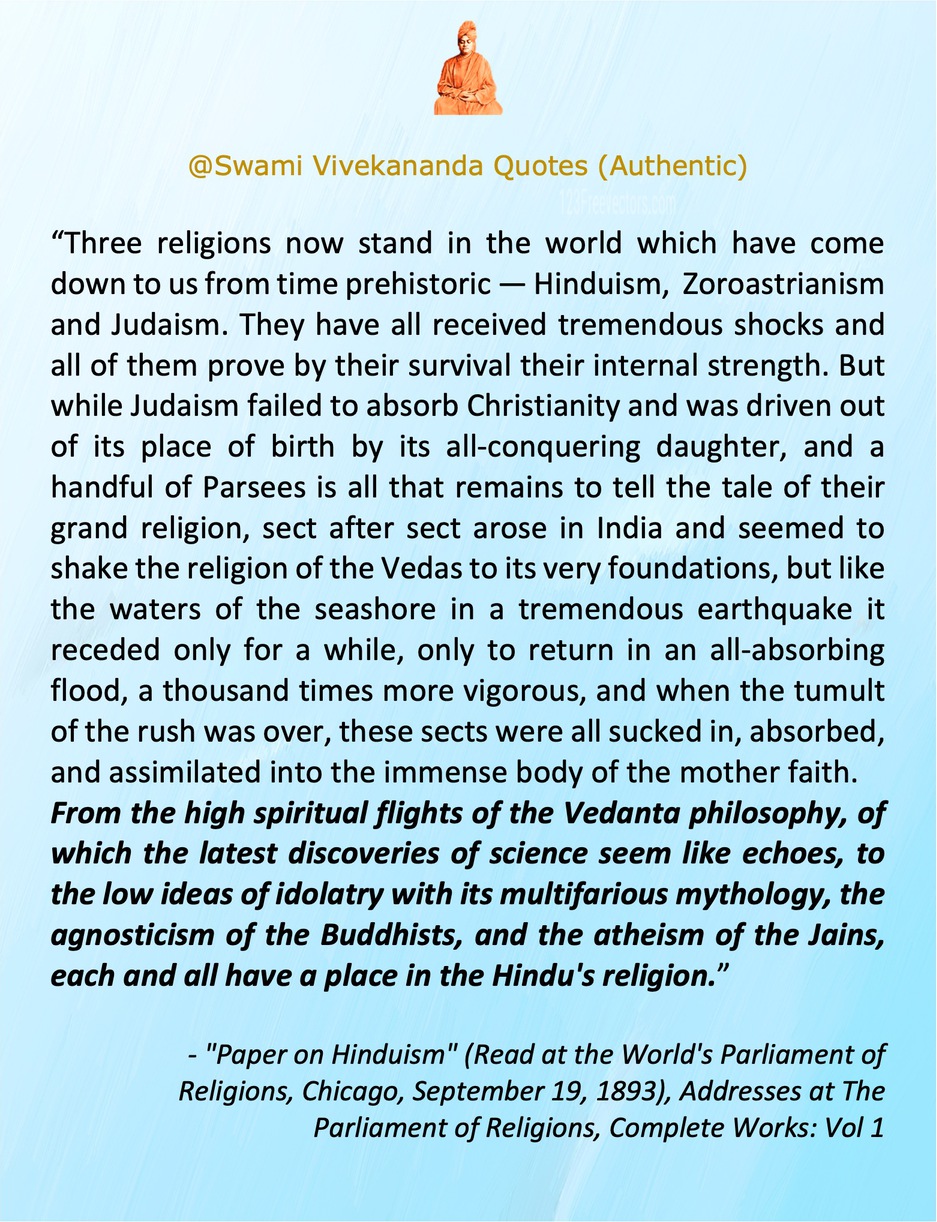 @Swami Vivekananda Quotes (Authentic)
123Freevectors.com
“Three religions now stand in the world which have come
down to us from time prehistoric — Hinduism, Zoroastrianism
and Judaism. They have all received tremendous shocks and
all of them prove by their survival their internal strength. But
while Judaism failed to absorb Christianity and was driven out
of its place of birth by its all-conquering daughter, and a
handful of Parsees is all that remains to tell the tale of their
grand religion, sect after sect arose in India and seemed to
shake the religion of the Vedas to its very foundations, but like
the waters of the seashore in a tremendous earthquake it
receded only for a while, only to return in an all-absorbing
flood, a thousand times more vigorous, and when the tumult
of the rush was over, these sects were all sucked in, absorbed,
and assimilated into the immense body of the mother faith.
From the high spiritual flights of the Vedanta philosophy, of
which the latest discoveries of science seem like echoes, to
the low ideas of idolatry with its multifarious mythology, the
agnosticism of the Buddhists, and the atheism of the Jains,
each and all have a place in the Hindu's religion.”
- "Paper on Hinduism" (Read at the World's Parliament of
Religions, Chicago, September 19, 1893), Addresses at The
Parliament of Religions, Complete Works: Vol 1